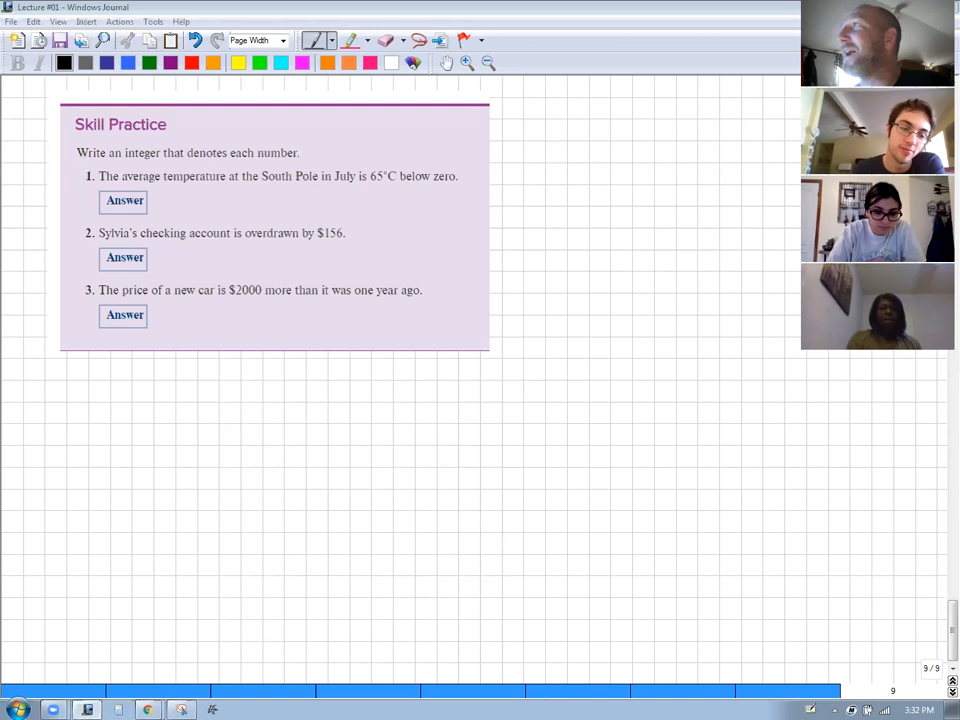 Lecture #01 - Windows Journal
File Edit View Insert Actions Tools Help
Page Width
B I
Skill Practice
Write an integer that denotes each number.
1. The average temperature at the South Pole in July is 65°C below zero.
Answer
2. Sylvia's checking account is overdrawn by $156.
Answer
3. The price of a new car is $2000 more than it was one year ago.
Answer
9 / 9
9
3:32 PM